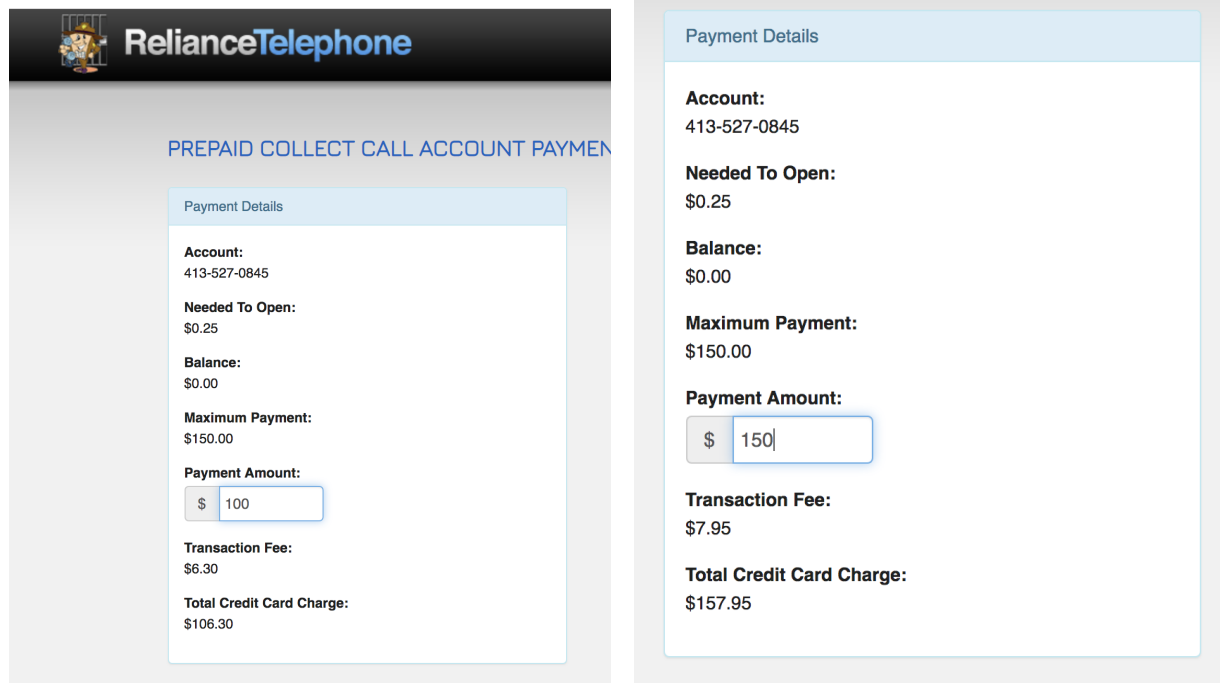 RelianceTelephone
PREPAID COLLECT CALL ACCOUNT PAYMEN
Payment Details
Account:
413-527-0845
Needed To Open:
$0.25
Balance:
$0.00
Maximum Payment:
$150.00
Payment Amount:
$ 100
Transaction Fee:
$6.30
Total Credit Card Charge:
$106.30
Payment Details
Account:
413-527-0845
Needed To Open:
$0.25
Balance:
$0.00
Maximum Payment:
$150.00
Payment Amount:
$ 150
Transaction Fee:
$7.95
Total Credit Card Charge:
$157.95